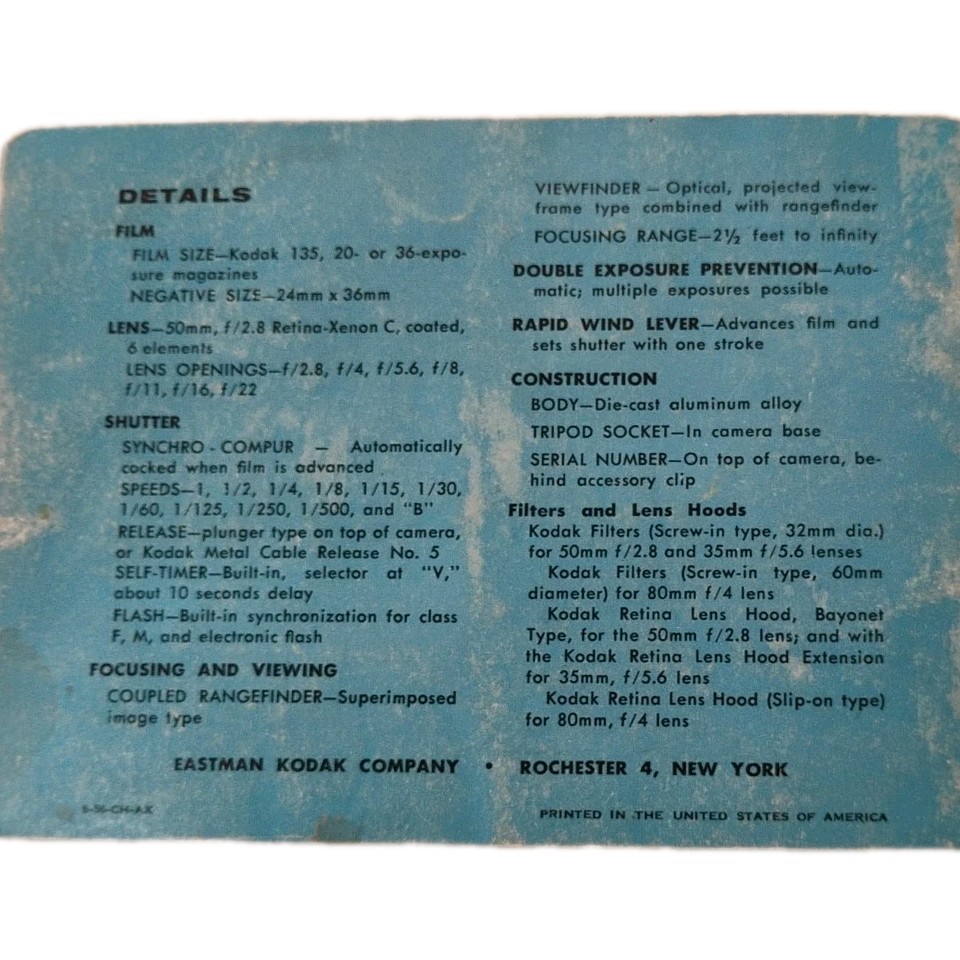 DETAILS
FILM
FILM SIZE—Kodak 135, 20- or 36-expo-
sure magazines
NEGATIVE SIZE—24mm x 36mm
LENS—50mm, f/2.8 Retina-Xenon C, coated,
6 elements
LENS OPENINGS—f/2.8, f/4, f/5.6, f/8,
f/11, f/16, f/22
SHUTTER
SYNCHRO-COMPUR — Automatically
cocked when film is advanced
SPEEDS—1, 1/2, 1/4, 1/8, 1/15, 1/30,
1/60, 1/125, 1/250, 1/500, and “B”
RELEASE—plunger type on top of camera,
or Kodak Metal Cable Release No. 5
SELF-TIMER—Built-in, selector at “V,”
about 10 seconds delay
FLASH—Built-in synchronization for class
F, M, and electronic flash
FOCUSING AND VIEWING
COUPLED RANGEFINDER—Superimposed
image type
VIEWFINDER — Optical, projected view-
frame type combined with rangefinder
FOCUSING RANGE—2½ feet to infinity
DOUBLE EXPOSURE PREVENTION—Auto-
matic; multiple exposures possible
RAPID WIND LEVER—Advances film and
sets shutter with one stroke
CONSTRUCTION
BODY—Die-cast aluminum alloy
TRIPOD SOCKET—In camera base
SERIAL NUMBER—On top of camera, be-
hind accessory clip
Filters and Lens Hoods
Kodak Filters (Screw-in type, 32mm dia.)
for 50mm f/2.8 and 35mm f/5.6 lenses
Kodak Filters (Screw-in type, 60mm
diameter) for 80mm f/4 lens
Kodak Retina Lens Hood, Bayonet
Type, for the 50mm f/2.8 lens; and with
the Kodak Retina Lens Hood Extension
for 35mm, f/5.6 lens
Kodak Retina Lens Hood (Slip-on type)
for 80mm, f/4 lens
EASTMAN KODAK COMPANY • ROCHESTER 4, NEW YORK
PRINTED IN THE UNITED STATES OF AMERICA